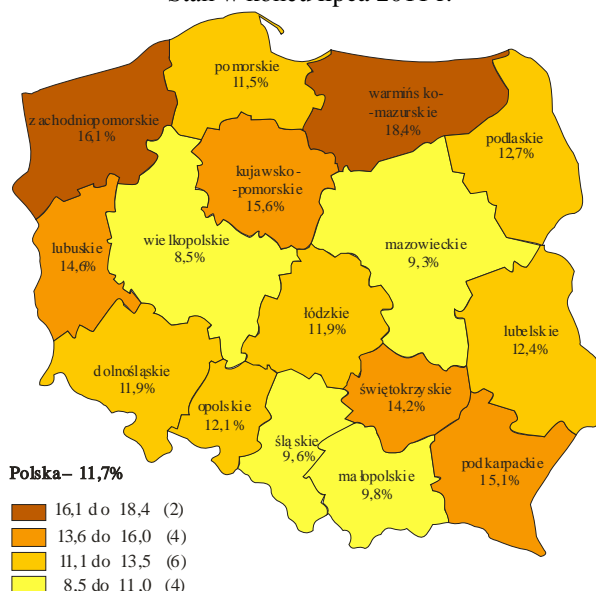 Stan w końcu lipca 2011 r.
pomorskie
11,5%
warmińsko-
-mazurskie
18,4%
zachodniopomorskie
16,1%
podlaskie
12,7%
kujawsko-
-pomorskie
15,6%
lubuskie
14,6%
wielkopolskie
8,5%
mazowieckie
9,3%
łódzkie
11,9%
lubelskie
12,4%
dolnośląskie
11,9%
opolskie
12,1%
świętokrzyskie
14,2%
śląskie
9,6%
małopolskie
9,8%
podkarpackie
15,1%
Polska – 11,7%
16,1 do 18,4 (2)
13,6 do 16,0 (4)
11,1 do 13,5 (6)
8,5 do 11,0 (4)